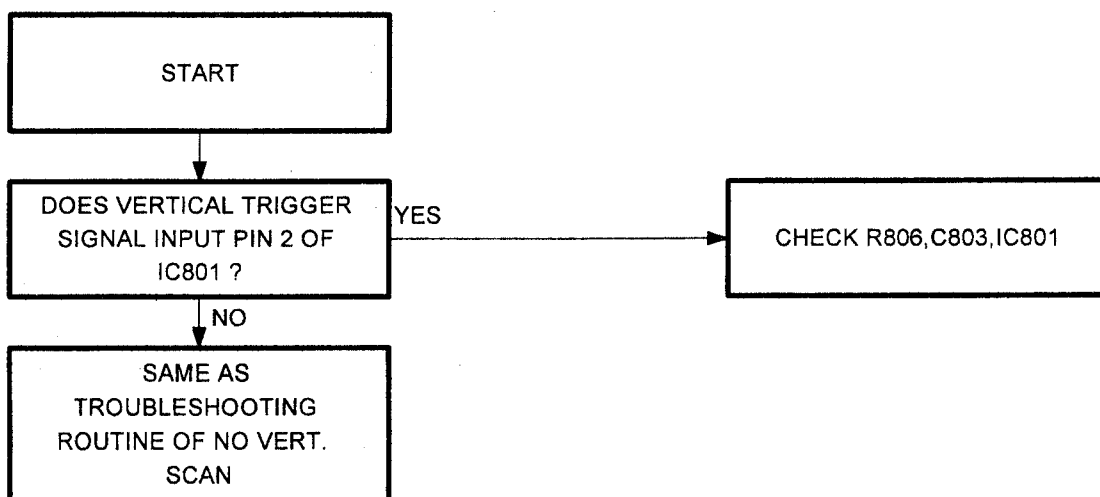 START
DOES VERTICAL TRIGGER
SIGNAL INPUT PIN 2 OF
IC801 ?
YES
CHECK R806,C803,IC801
NO
SAME AS
TROUBLESHOOTING
ROUTINE OF NO VERT.
SCAN